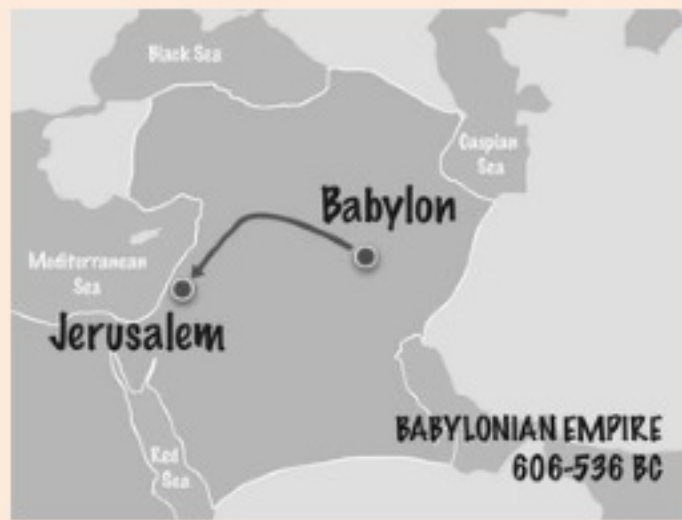 Black Sea
Caspian
Sea
Babylon
Mediterranean
Sea
Jerusalem
BABYLONIAN EMPIRE
606-536 BC
Red
Sea